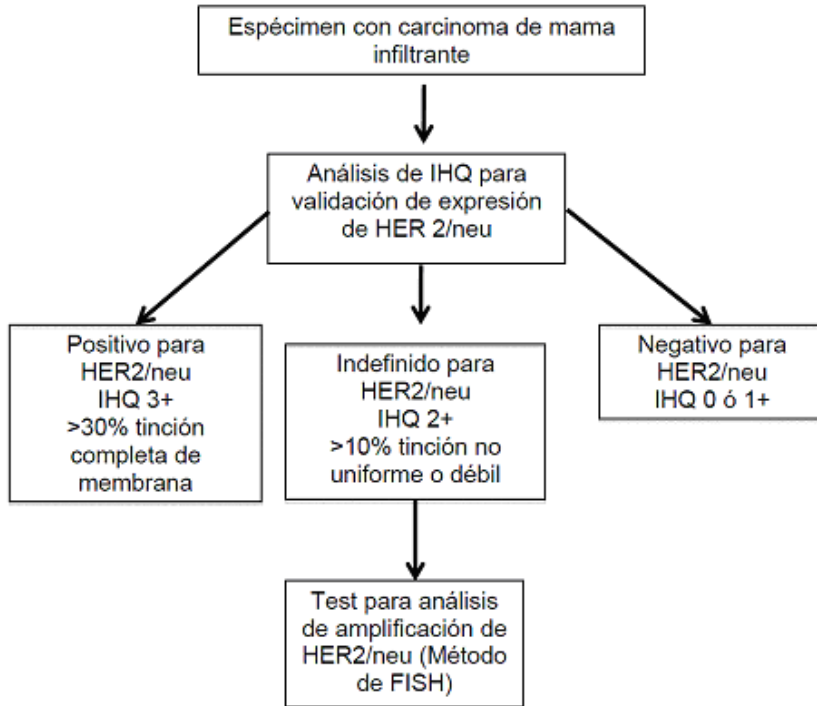 Espécimen con carcinoma de mama
infiltrante
Análisis de IHQ para
validación de expresión
de HER 2/neu
Positivo para
HER2/neu
IHQ 3+
>30% tinción
completa de
membrana
Indefinido para
HER2/neu
IHQ 2+
>10% tinción no
uniforme o débil
Negativo para
HER2/neu
IHQ 0 ó 1+
Test para análisis
de amplificación de
HER2/neu (Método
de FISH)